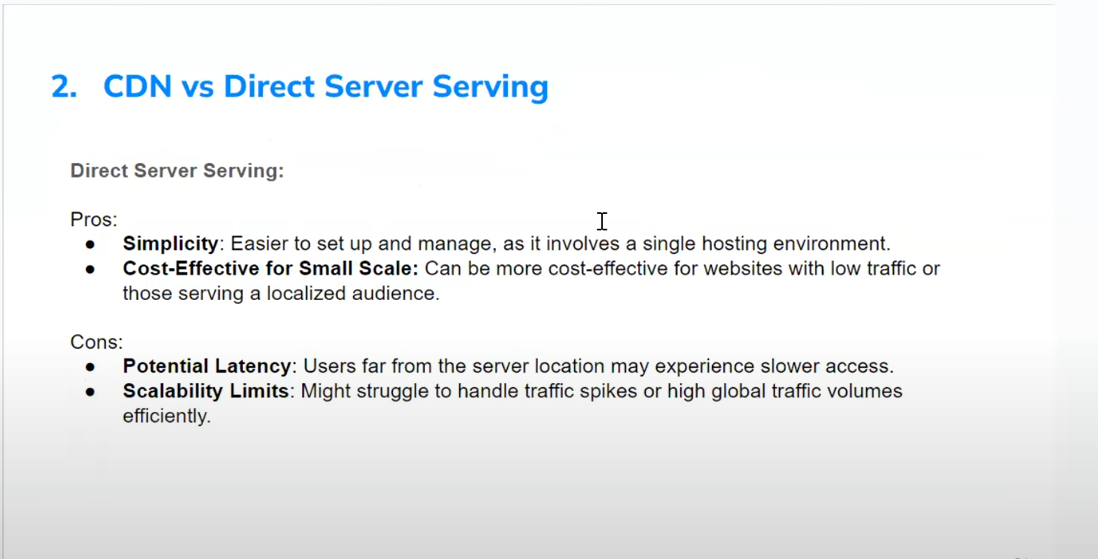 2. CDN vs Direct Server Serving
Direct Server Serving:
Pros:
● Simplicity: Easier to set up and manage, as it involves a single hosting environment.
● Cost-Effective for Small Scale: Can be more cost-effective for websites with low traffic or
those serving a localized audience.
Cons:
● Potential Latency: Users far from the server location may experience slower access.
● Scalability Limits: Might struggle to handle traffic spikes or high global traffic volumes
efficiently.